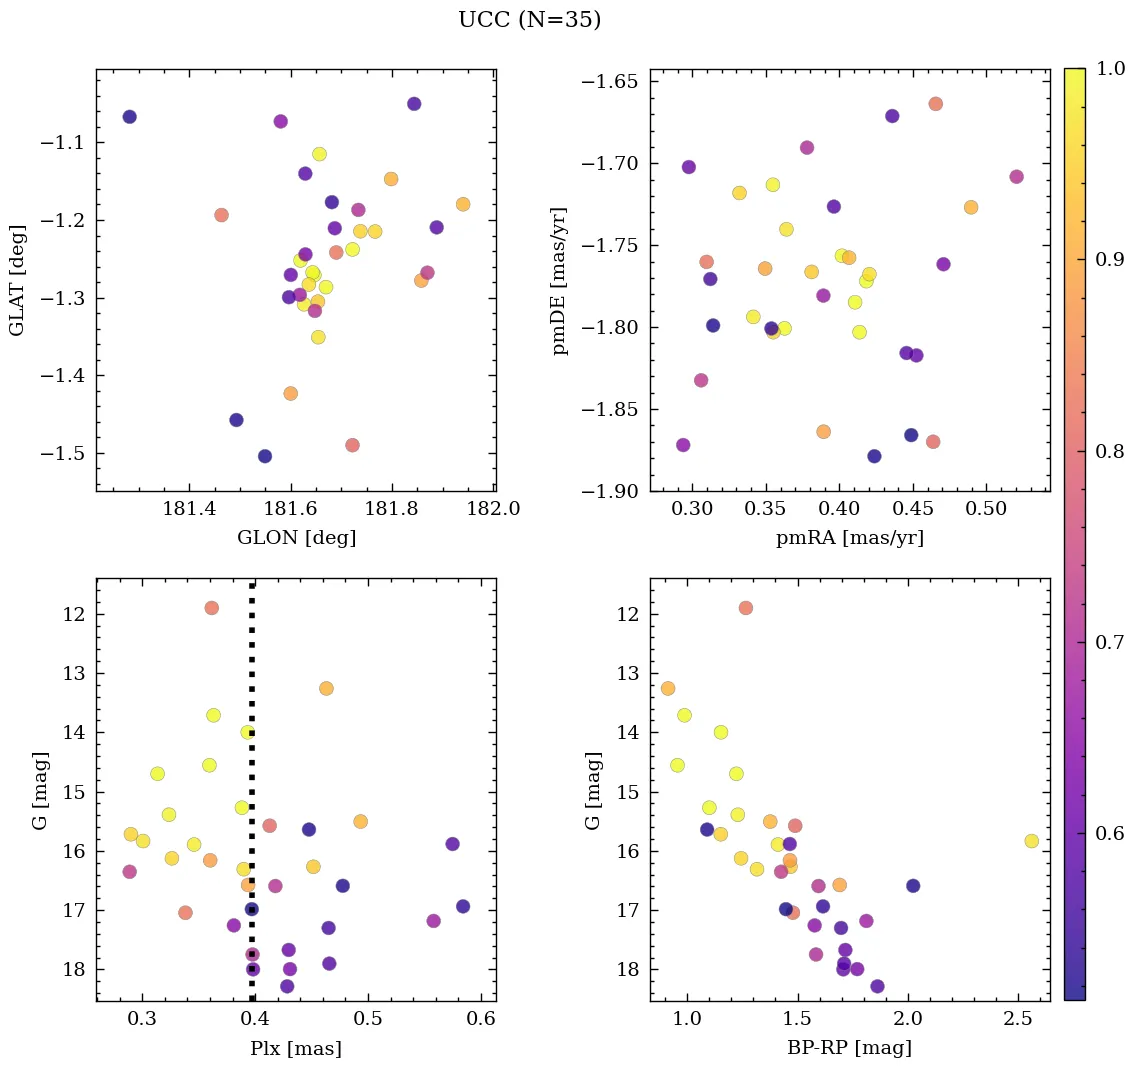 UCC (N=35)
−1.1
−1.2
−1.3
−1.4
−1.5
GLAT [deg]
181.4 181.6 181.8 182.0
GLON [deg]
−1.65
−1.70
−1.75
−1.80
−1.85
−1.90
pmDE [mas/yr]
0.30 0.35 0.40 0.45 0.50
pmRA [mas/yr]
12
13
14
15
16
17
18
G [mag]
0.3 0.4 0.5 0.6
Plx [mas]
12
13
14
15
16
17
18
G [mag]
1.0 1.5 2.0 2.5
BP-RP [mag]
1.0
0.9
0.8
0.7
0.6